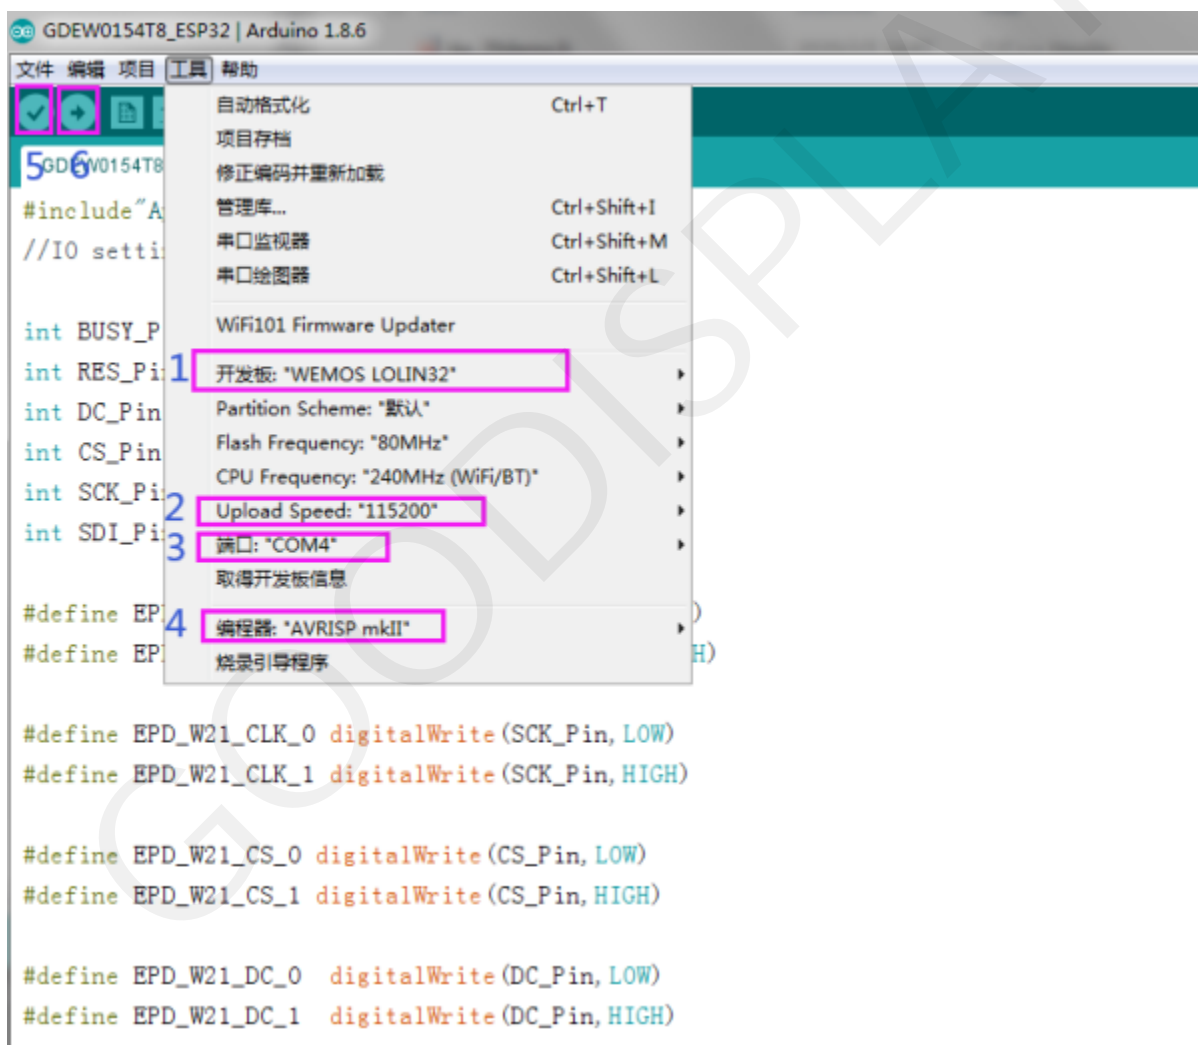 GDEW0154T8_ESP32 | Arduino 1.8.6
文件 编辑 项目 工具 帮助
自动格式化 Ctrl+T
项目存档
5 6
GDEW0154T8
修正编码并重新加载
#include"A
管理库... Ctrl+Shift+I
//IO setti
串口监视器 Ctrl+Shift+M
串口绘图器 Ctrl+Shift+L
int BUSY_P
WiFi101 Firmware Updater
int RES_Pi
1 开发板: "WEMOS LOLIN32"
int DC_Pin
Partition Scheme: "默认"
int CS_Pin
Flash Frequency: "80MHz"
CPU Frequency: "240MHz (WiFi/BT)"
int SCK_Pi
2 Upload Speed: "115200"
int SDI_Pi
3 端口: "COM4"
取得开发板信息
#define EP )
4 编程器: "AVRISP mkII"
#define EP H)
烧录引导程序
#define EPD_W21_CLK_0 digitalWrite(SCK_Pin,LOW)
#define EPD_W21_CLK_1 digitalWrite(SCK_Pin,HIGH)
#define EPD_W21_CS_0 digitalWrite(CS_Pin,LOW)
#define EPD_W21_CS_1 digitalWrite(CS_Pin,HIGH)
#define EPD_W21_DC_0 digitalWrite(DC_Pin,LOW)
#define EPD_W21_DC_1 digitalWrite(DC_Pin,HIGH)
GOODISPLA